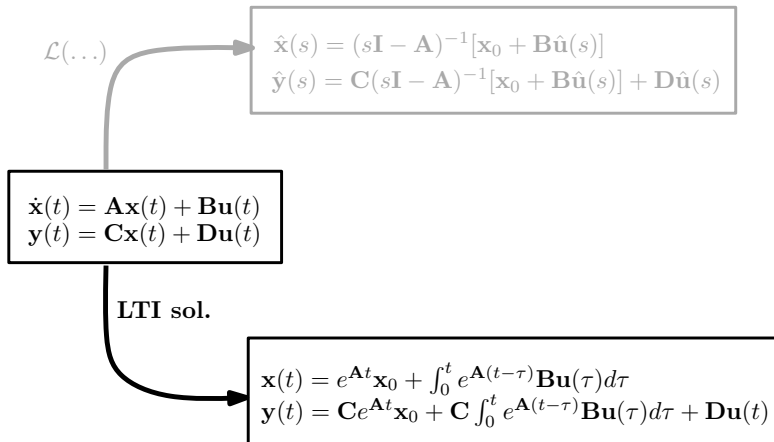 x̂(s) = (sI − A)⁻¹[x₀ + Bû(s)]
ℒ(…)
ŷ(s) = C(sI − A)⁻¹[x₀ + Bû(s)] + Dû(s)
ẋ(t) = Ax(t) + Bu(t)
y(t) = Cx(t) + Du(t)
LTI sol.
x(t) = e^{At}x₀ + ∫₀ᵗ e^{A(t−τ)}Bu(τ)dτ
y(t) = Ce^{At}x₀ + C ∫₀ᵗ e^{A(t−τ)}Bu(τ)dτ + Du(t)